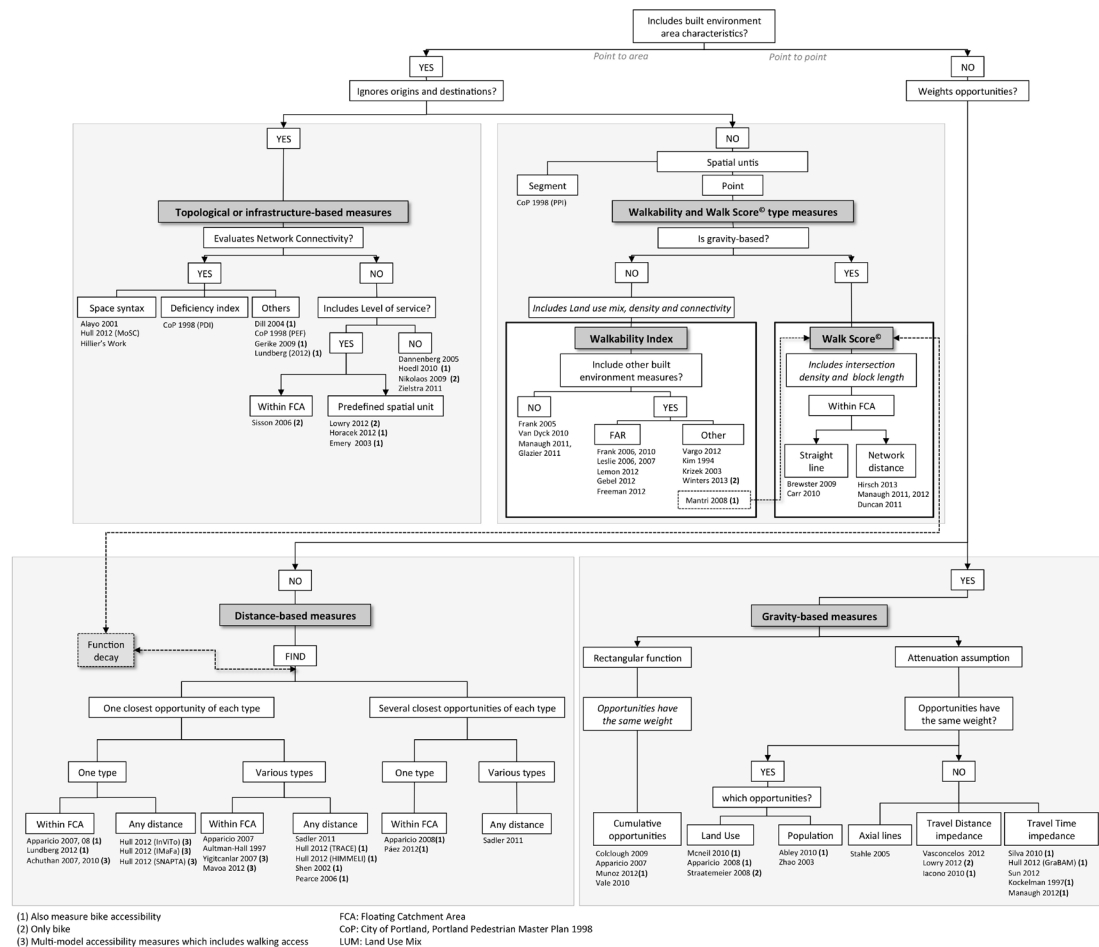 Includes built environment
area characteristics?
Point to area
Point to point
YES
NO
Ignores origins and destinations?
Weights opportunities?
YES
NO
Spatial untis
Segment
Point
CoP 1998 (PPI)
Topological or infrastructure-based measures
Walkability and Walk Score© type measures
Evaluates Network Connectivity?
Is gravity-based?
YES
NO
NO
YES
Space syntax
Alayo 2001
Hull 2012 (MoSC)
Hillier's Work
Deficiency index
CoP 1998 (PDI)
Others
Dill 2004 (1)
CoP 1998 (PEF)
Gerike 2009 (1)
Lundberg (2012) (1)
Includes Level of service?
YES
NO
Dannenberg 2005
Hoedl 2010 (1)
Nikolaos 2009 (2)
Zielstra 2011
Within FCA
Sisson 2006 (2)
Predefined spatial unit
Lowry 2012 (2)
Horacek 2012 (1)
Emery 2003 (1)
Includes Land use mix, density and connectivity
Walkability Index
Include other built
environment measures?
NO
Frank 2005
Van Dyck 2010
Manaugh 2011,
Glazier 2011
YES
FAR
Frank 2006, 2010
Leslie 2006, 2007
Lemon 2012
Gebel 2012
Freeman 2012
Other
Vargo 2012
Kim 1994
Krizek 2003
Winters 2013 (2)
Mantri 2008 (1)
Walk Score©
Includes intersection
density and block length
Within FCA
Straight
line
Brewster 2009
Carr 2010
Network
distance
Hirsch 2013
Managh 2011, 2012
Duncan 2011
NO
YES
Distance-based measures
Gravity-based measures
Function
decay
FIND
One closest opportunity of each type
Several closest opportunities of each type
One type
Various types
One type
Various types
Within FCA
Apparicio 2007, 08 (1)
Lundberg 2012 (1)
Achuthan 2007, 2010 (3)
Any distance
Hull 2012 (InViTo) (3)
Hull 2012 (IMaFa) (3)
Hull 2012 (SNAPTA) (3)
Within FCA
Apparicio 2007
Aultman-Hall 1997
Yigitcanlar 2007 (3)
Mavoa 2012 (3)
Any distance
Sadler 2011
Hull 2012 (TRACE) (1)
Hull 2012 (HIMMELI) (1)
Shen 2002 (1)
Pearce 2006 (1)
Within FCA
Apparicio 2008(1)
Páez 2012(1)
Any distance
Sadler 2011
Rectangular function
Attenuation assumption
Opportunities have
the same weight
Opportunities have
the same weight?
YES
NO
which opportunities?
Cumulative
opportunities
Colclough 2009
Apparicio 2007
Munoz 2012(1)
Vale 2010
Land Use
Mcneil 2010 (1)
Apparicio 2008 (1)
Straatemeier 2008 (2)
Population
Abley 2010 (1)
Zhao 2003
Axial lines
Stahle 2005
Travel Distance
impedance
Vasconcelos 2012
Lowry 2012 (2)
Iacono 2010 (1)
Travel Time
impedance
Silva 2010 (1)
Hull 2012 (GraBAM) (1)
Sun 2012
Kockelman 1997(1)
Manaugh 2012(1)
(1) Also measure bike accessibility
(2) Only bike
(3) Multi-model accessibility measures which includes walking access
FCA: Floating Catchment Area
CoP: City of Portland, Portland Pedestrian Master Plan 1998
LUM: Land Use Mix